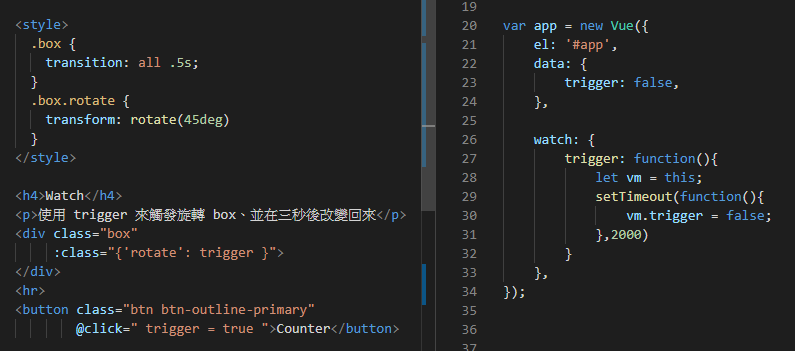 <style>
.box {
transition: all .5s;
}
.box.rotate {
transform: rotate(45deg)
}
</style>
<h4>Watch</h4>
<p>使用 trigger 來觸發旋轉 box、並在三秒後改變回來</p>
<div class="box"
:class="{'rotate': trigger }">
</div>
<hr>
<button class="btn btn-outline-primary"
@click=" trigger = true ">Counter</button>
19
20 var app = new Vue({
21 el: '#app',
22 data: {
23 trigger: false,
24 },
25
26 watch: {
27 trigger: function(){
28 let vm = this;
29 setTimeout(function(){
30 vm.trigger = false;
31 },2000)
32 }
33 },
34 });
35
36
37